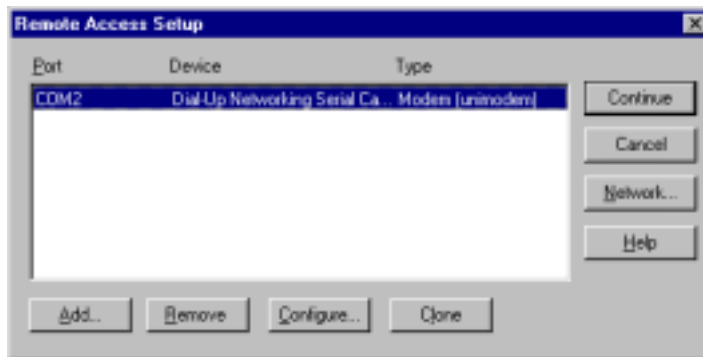 Remote Access Setup
Port Device Type
COM2 Dial-Up Networking Serial Ca... Modem (unimodem)
Continue
Cancel
Network...
Help
Add... Remove Configure... Clone